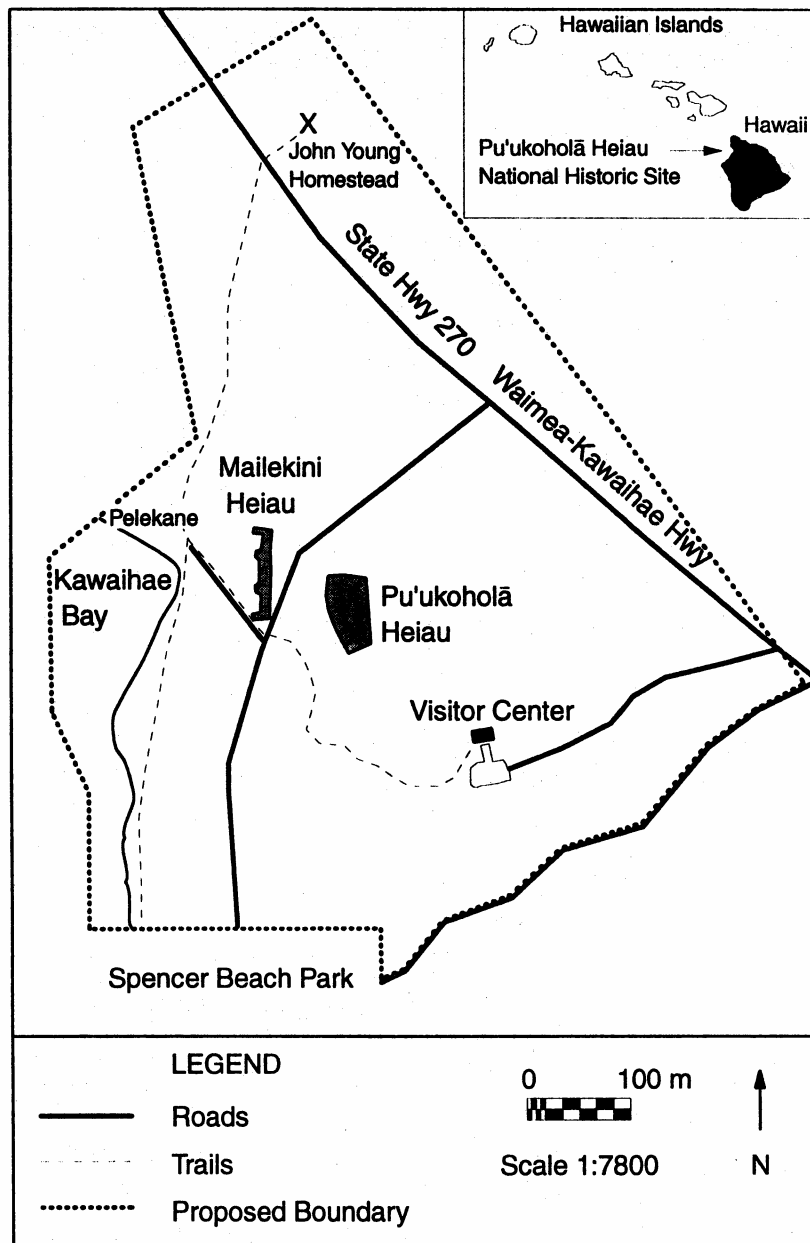 Hawaiian Islands
Hawaii
Pu'ukoholā Heiau
National Historic Site
X
John Young
Homestead
State Hwy 270
Waimea-Kawaihae Hwy
Mailekini
Heiau
Pelekane
Kawaihae
Bay
Pu'ukoholā
Heiau
Visitor Center
Spencer Beach Park
LEGEND
Roads
Trails
Proposed Boundary
0 100 m
Scale 1:7800
N